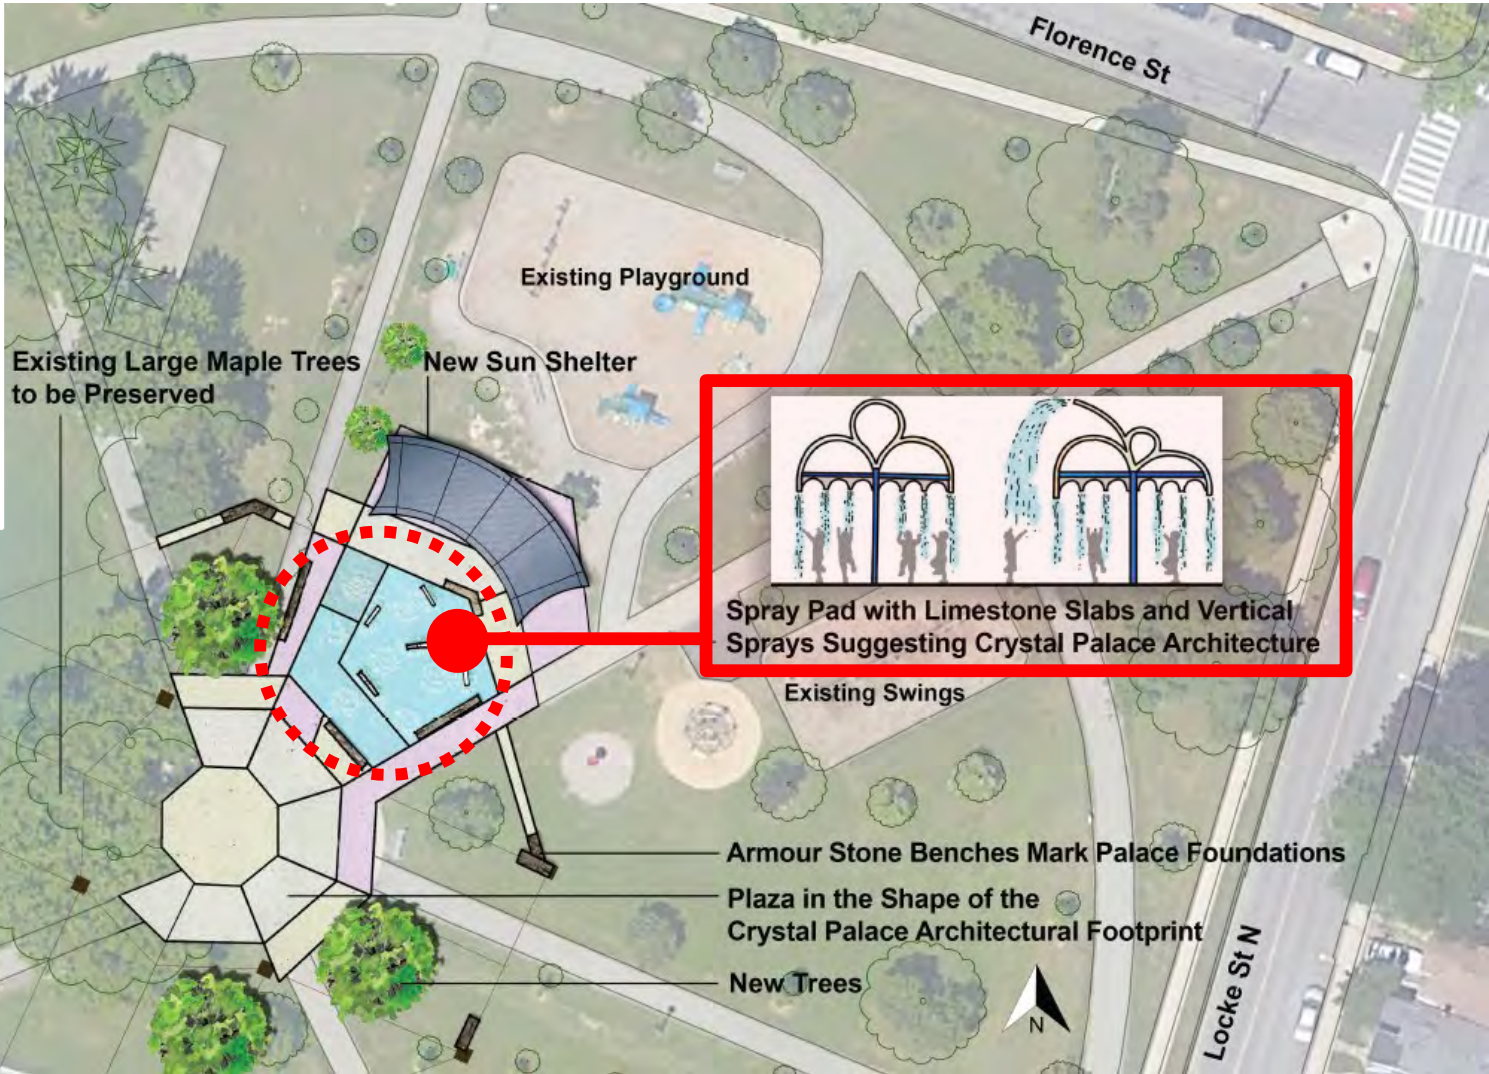 Florence St
Existing Playground
Existing Large Maple Trees
to be Preserved
New Sun Shelter
Spray Pad with Limestone Slabs and Vertical
Sprays Suggesting Crystal Palace Architecture
Existing Swings
Armour Stone Benches Mark Palace Foundations
Plaza in the Shape of the
Crystal Palace Architectural Footprint
New Trees
N
Locke St N